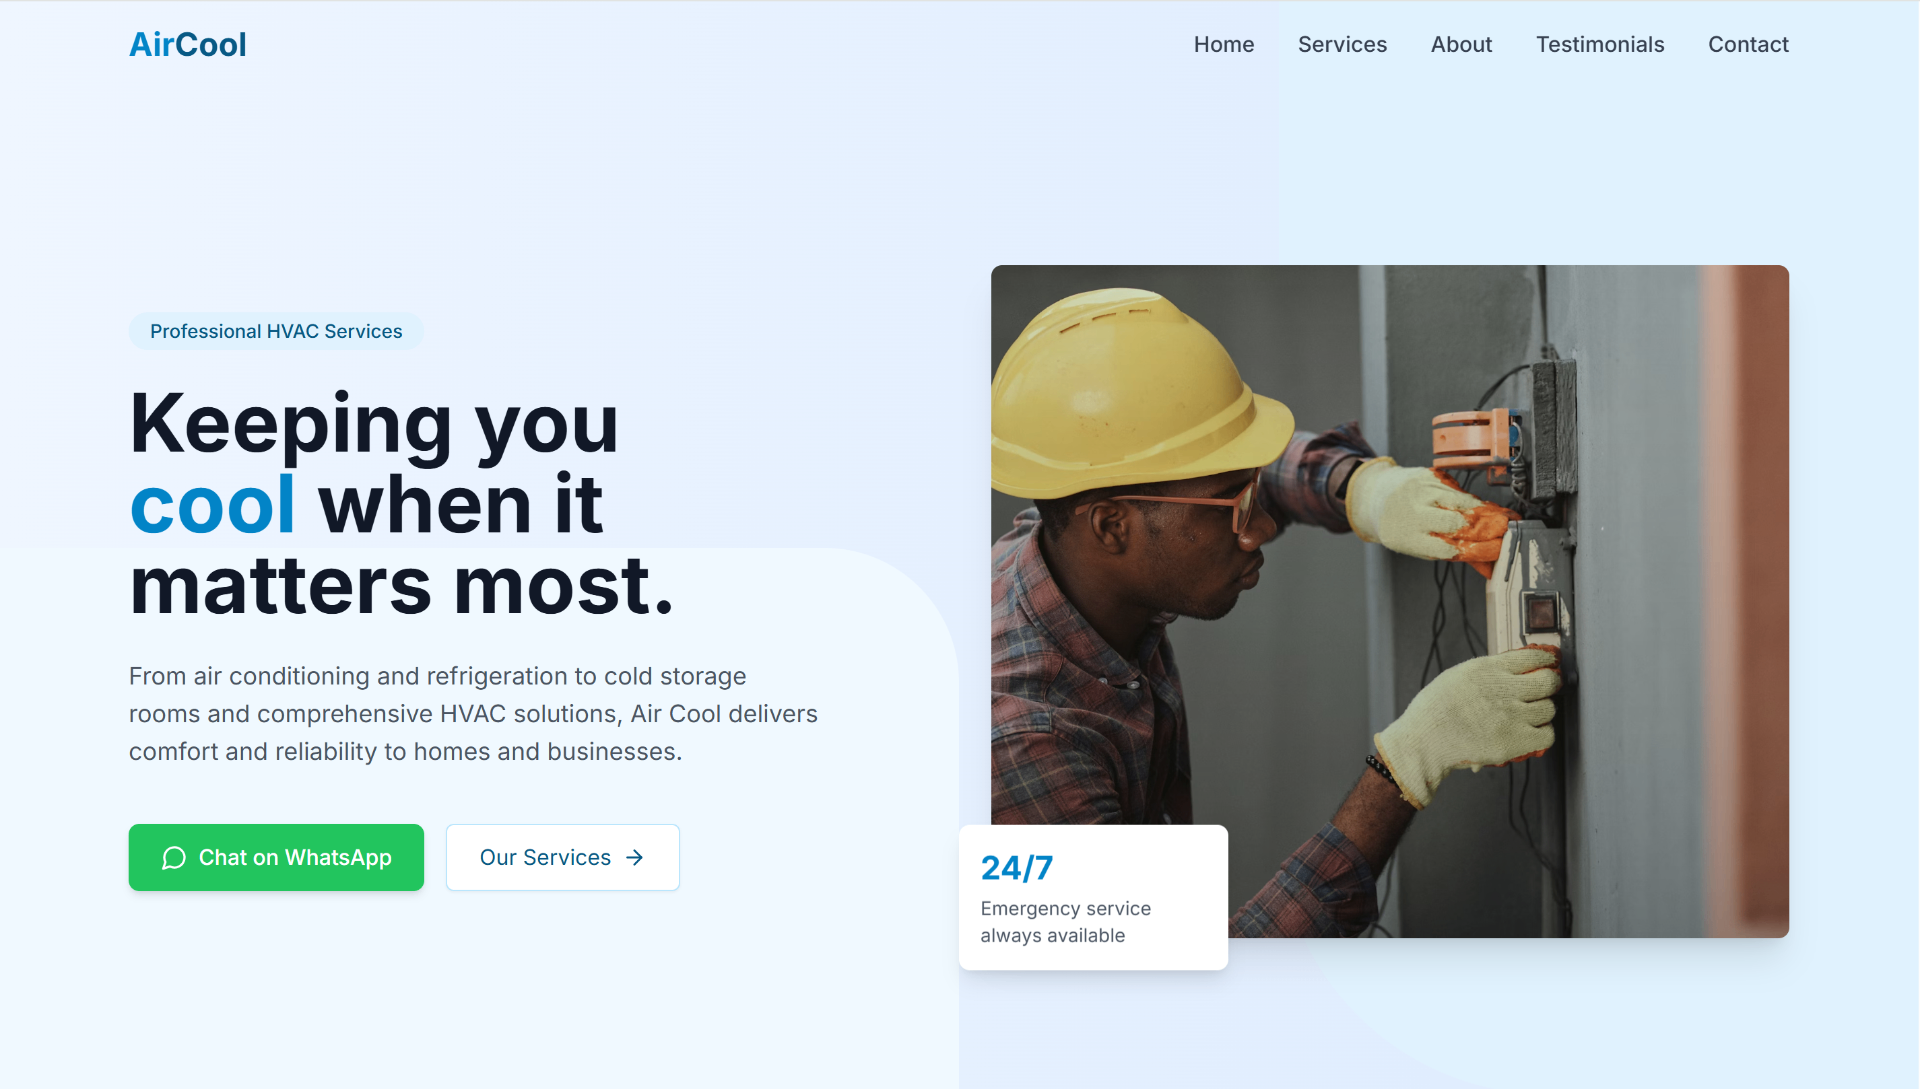 AirCool
Home
Services
About
Testimonials
Contact
Professional HVAC Services
Keeping you
cool when it
matters most.
From air conditioning and refrigeration to cold storage
rooms and comprehensive HVAC solutions, Air Cool delivers
comfort and reliability to homes and businesses.
Chat on WhatsApp
Our Services →
24/7
Emergency service
always available